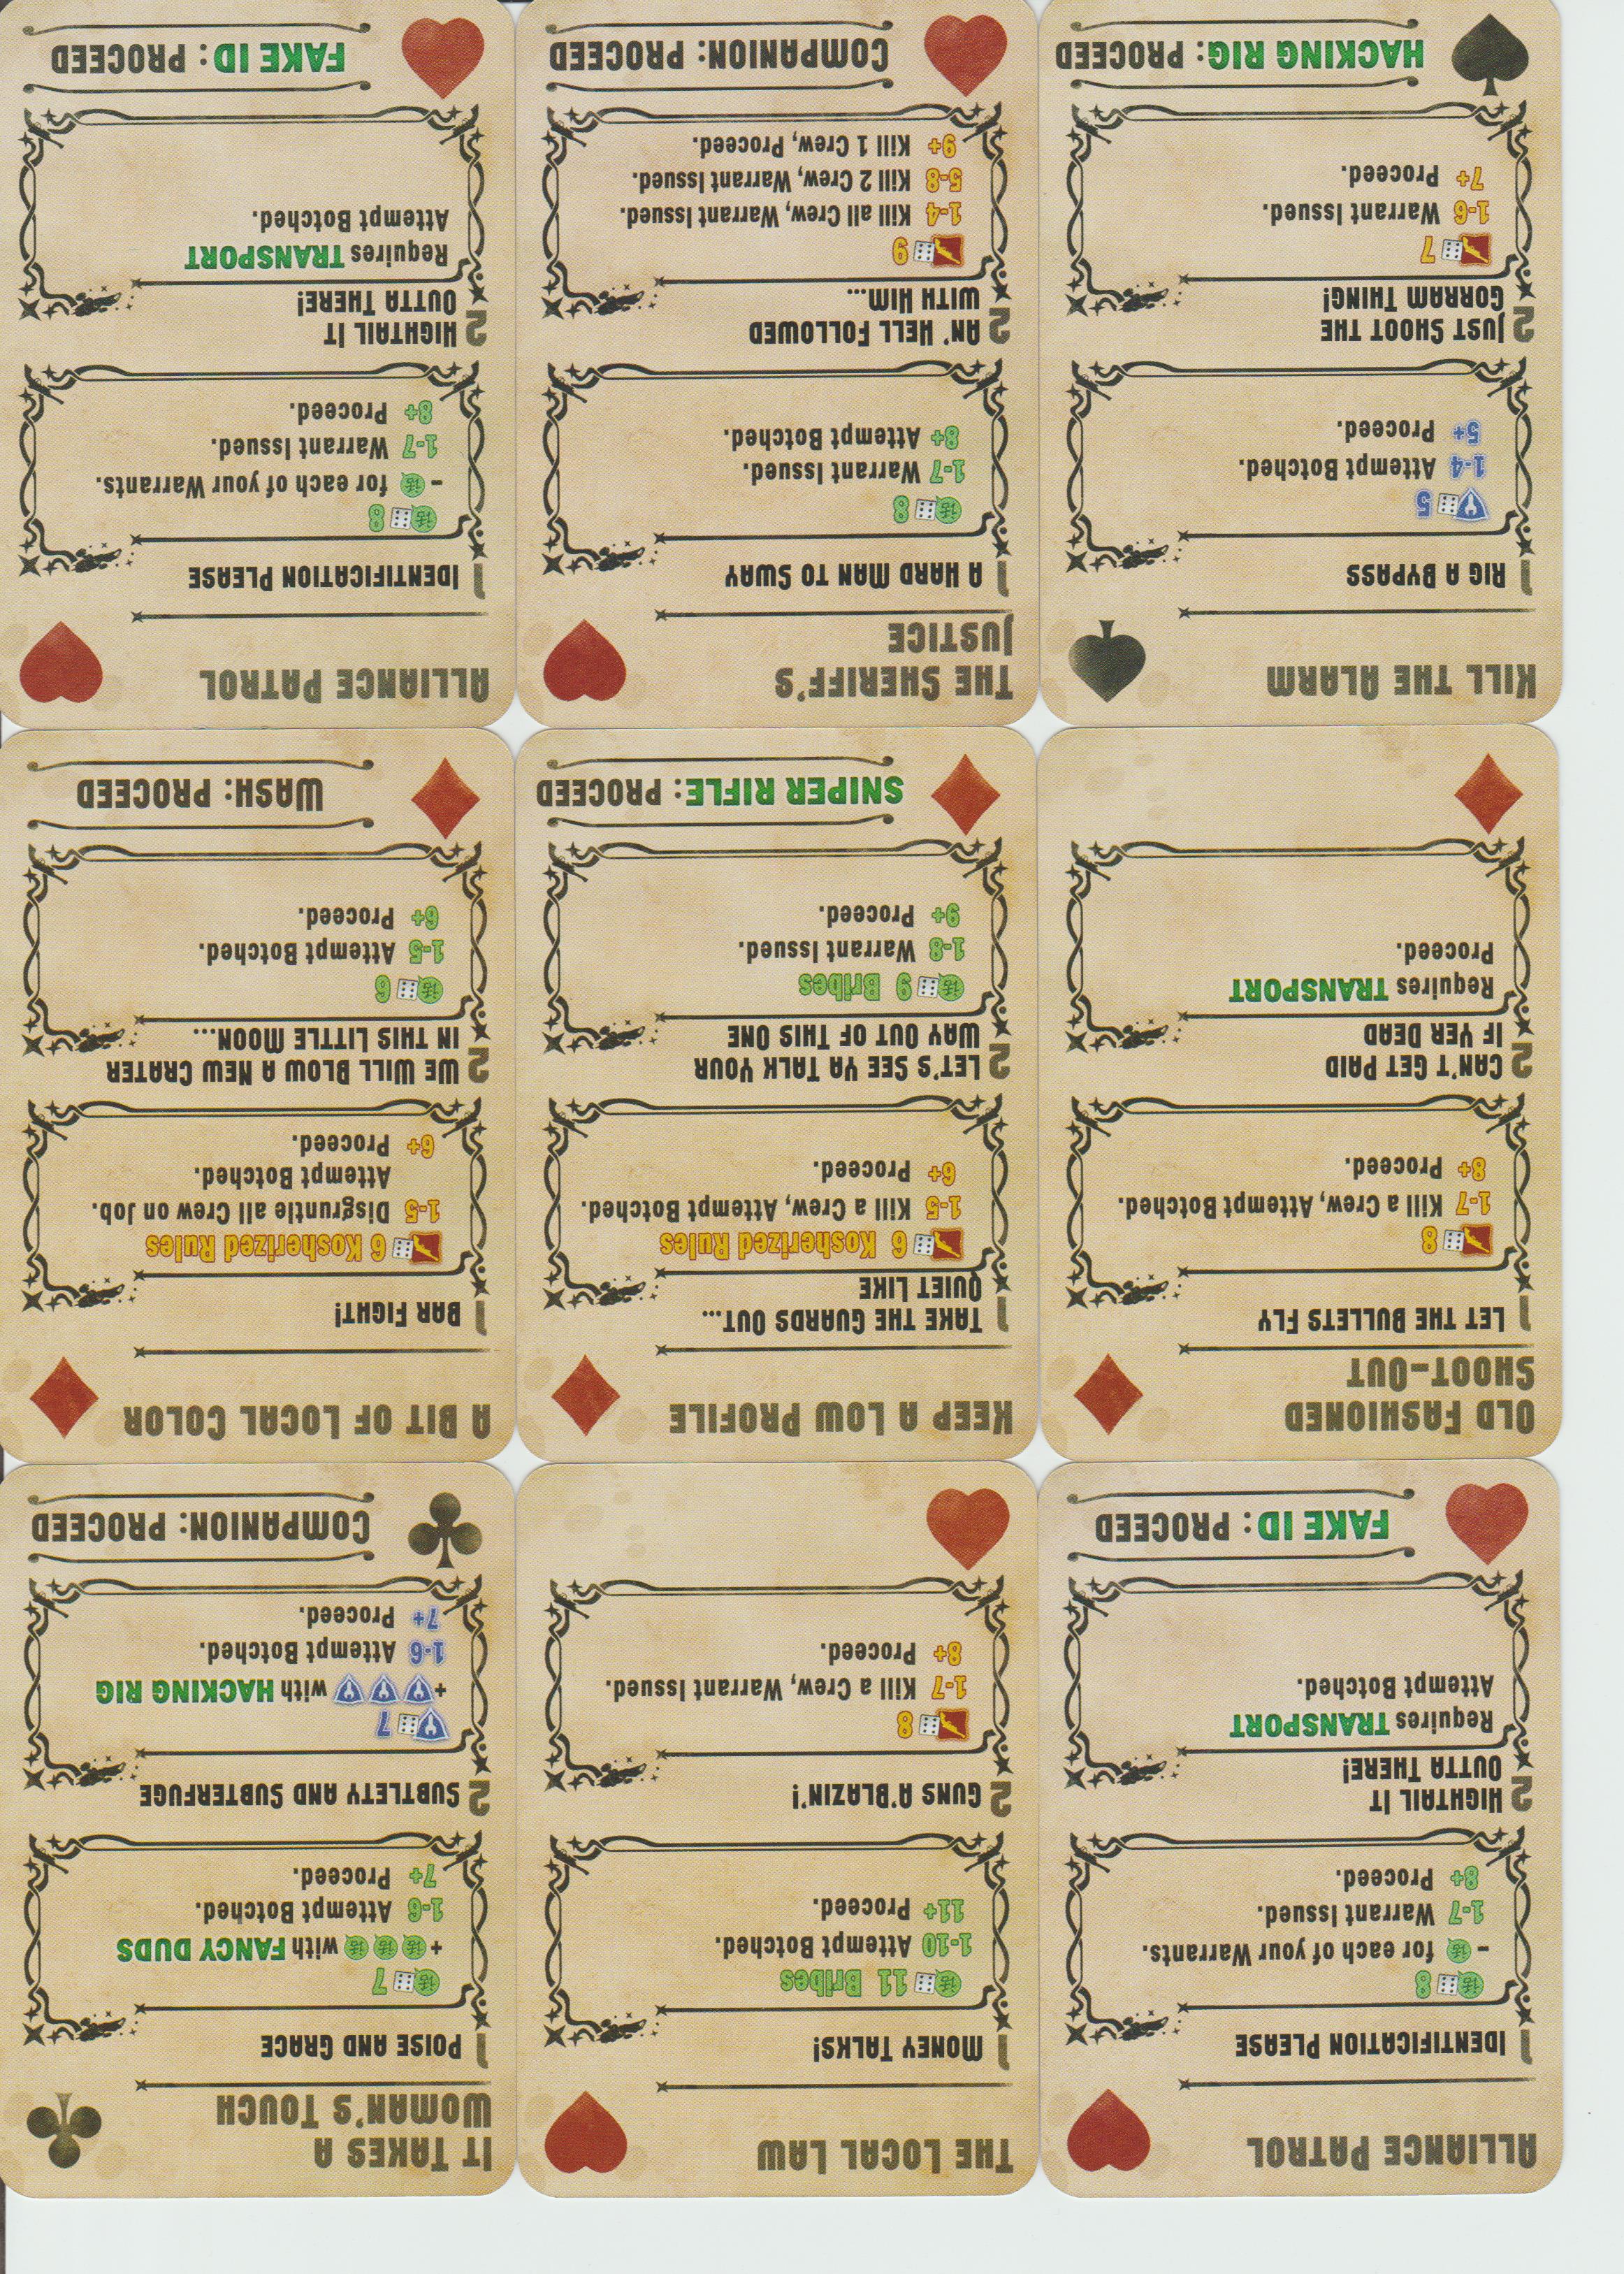 ALLIANCE PATROL
1 IDENTIFICATION PLEASE
8
- for each of your Warrants.
1-7 Warrant Issued.
8+ Proceed.
2 HIGHTAIL IT
OUTTA THERE!
Requires TRANSPORT
Attempt Botched.
FAKE ID: PROCEED
THE LOCAL LAW
1 MONEY TALKS!
11 Bribes
1-10 Attempt Botched.
11+ Proceed.
2 GUNS A'BLAZIN'!
8
1-7 Kill a Crew, Warrant Issued.
8+ Proceed.
IT TAKES A
WOMAN'S TOUCH
1 POISE AND GRACE
7
+ with FANCY DUDS
1-6 Attempt Botched.
7+ Proceed.
2 SUBTLETY AND SUBTERFUGE
7
+ with HACKING RIG
1-6 Attempt Botched.
7+ Proceed.
COMPANION: PROCEED
OLD FASHIONED
SHOOT-OUT
1 LET THE BULLETS FLY
8
1-7 Kill a Crew, Attempt Botched.
8+ Proceed.
2 CAN'T GET PAID
IF YER DEAD
Requires TRANSPORT
Proceed.
KEEP A LOW PROFILE
1 TAKE THE GUARDS OUT...
QUIET LIKE
6 Kosherized Rules
1-5 Kill a Crew, Attempt Botched.
6+ Proceed.
2 LET'S SEE YA TALK YOUR
WAY OUT OF THIS ONE
9 Bribes
1-8 Warrant Issued.
9+ Proceed.
SNIPER RIFLE: PROCEED
A BIT OF LOCAL COLOR
1 BAR FIGHT!
6 Kosherized Rules
1-5 Disgruntle all Crew on Job.
Attempt Botched.
6+ Proceed.
2 WE WILL BLOW A NEW CRATER
IN THIS LITTLE MOON...
6
1-5 Attempt Botched.
6+ Proceed.
WASH: PROCEED
KILL THE ALARM
1 RIG A BYPASS
5
1-4 Attempt Botched.
5+ Proceed.
2 JUST SHOOT THE
GORRAM THING!
7
1-6 Warrant Issued.
7+ Proceed.
HACKING RIG: PROCEED
THE SHERIFF'S
JUSTICE
1 A HARD MAN TO SWAY
8
1-7 Warrant Issued.
8+ Attempt Botched.
2 AN' HELL FOLLOWED
WITH HIM...
9
1-4 Kill all Crew, Warrant Issued.
5-8 Kill 2 Crew, Warrant Issued.
9+ Kill 1 Crew, Proceed.
COMPANION: PROCEED
ALLIANCE PATROL
1 IDENTIFICATION PLEASE
8
- for each of your Warrants.
1-7 Warrant Issued.
8+ Proceed.
2 HIGHTAIL IT
OUTTA THERE!
Requires TRANSPORT
Attempt Botched.
FAKE ID: PROCEED